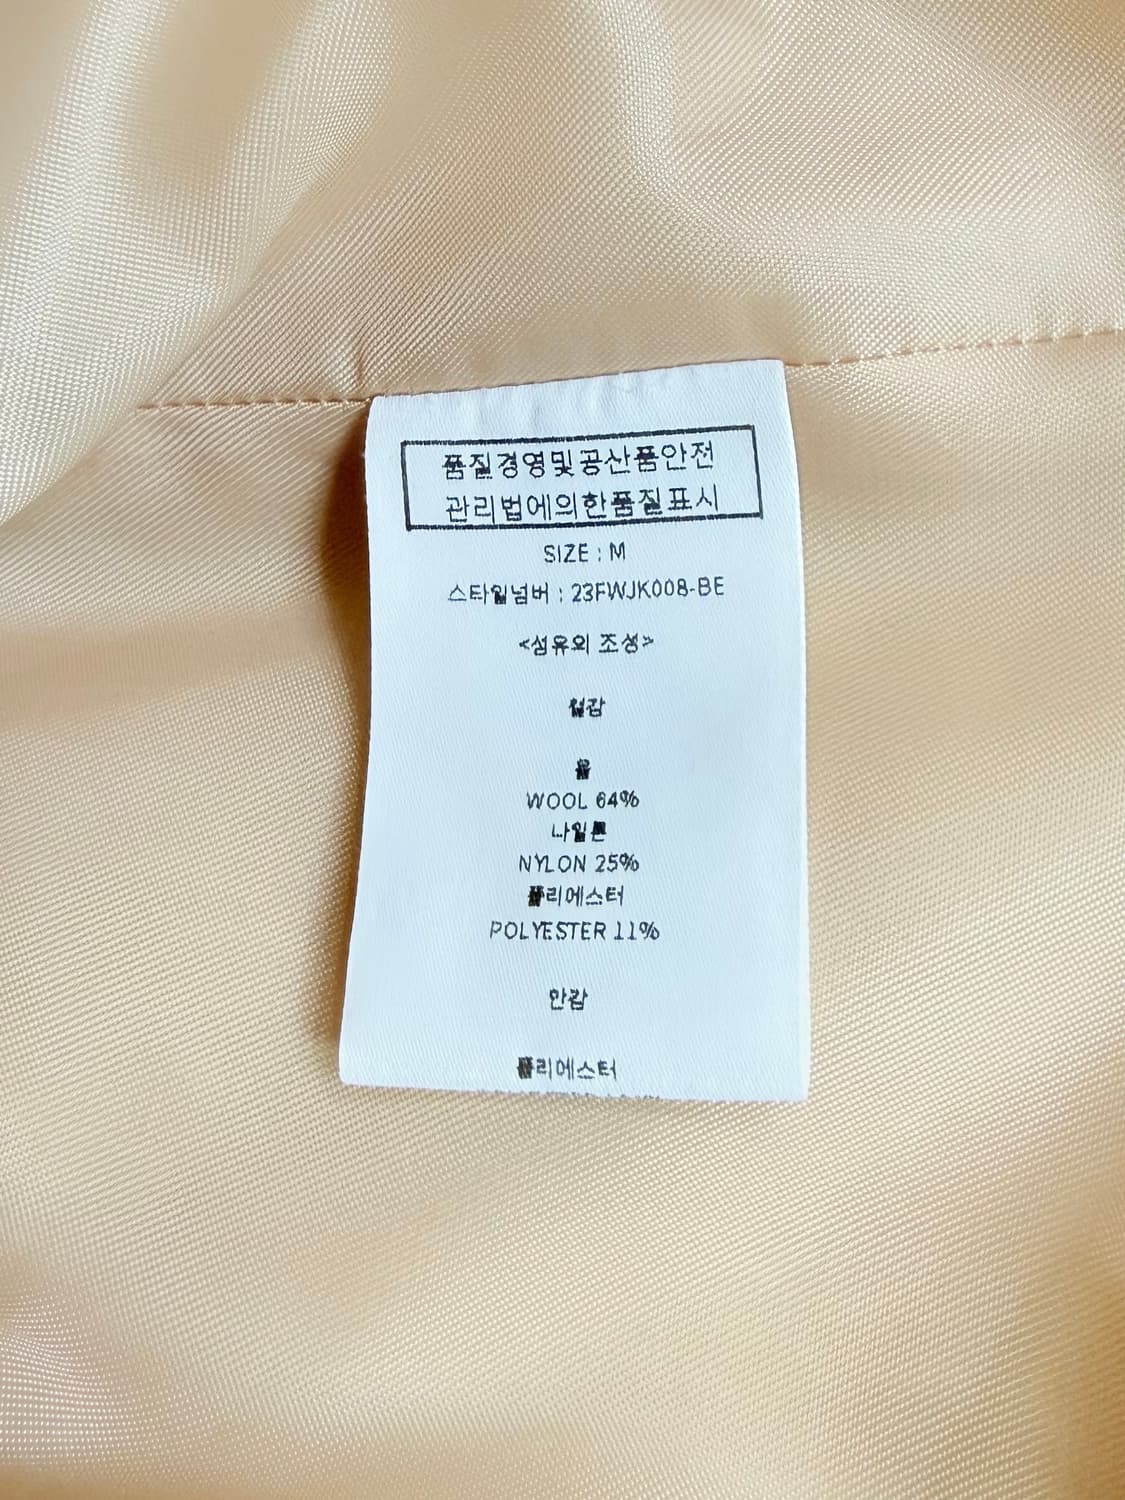 품질경영및공산품안전
관리법에의한품질표시
SIZE : M
스타일넘버 : 23FWJK008-BE
<섬유의 조성>
겉감
울
WOOL 64%
나일론
NYLON 25%
폴리에스터
POLYESTER 11%
안감
폴리에스터